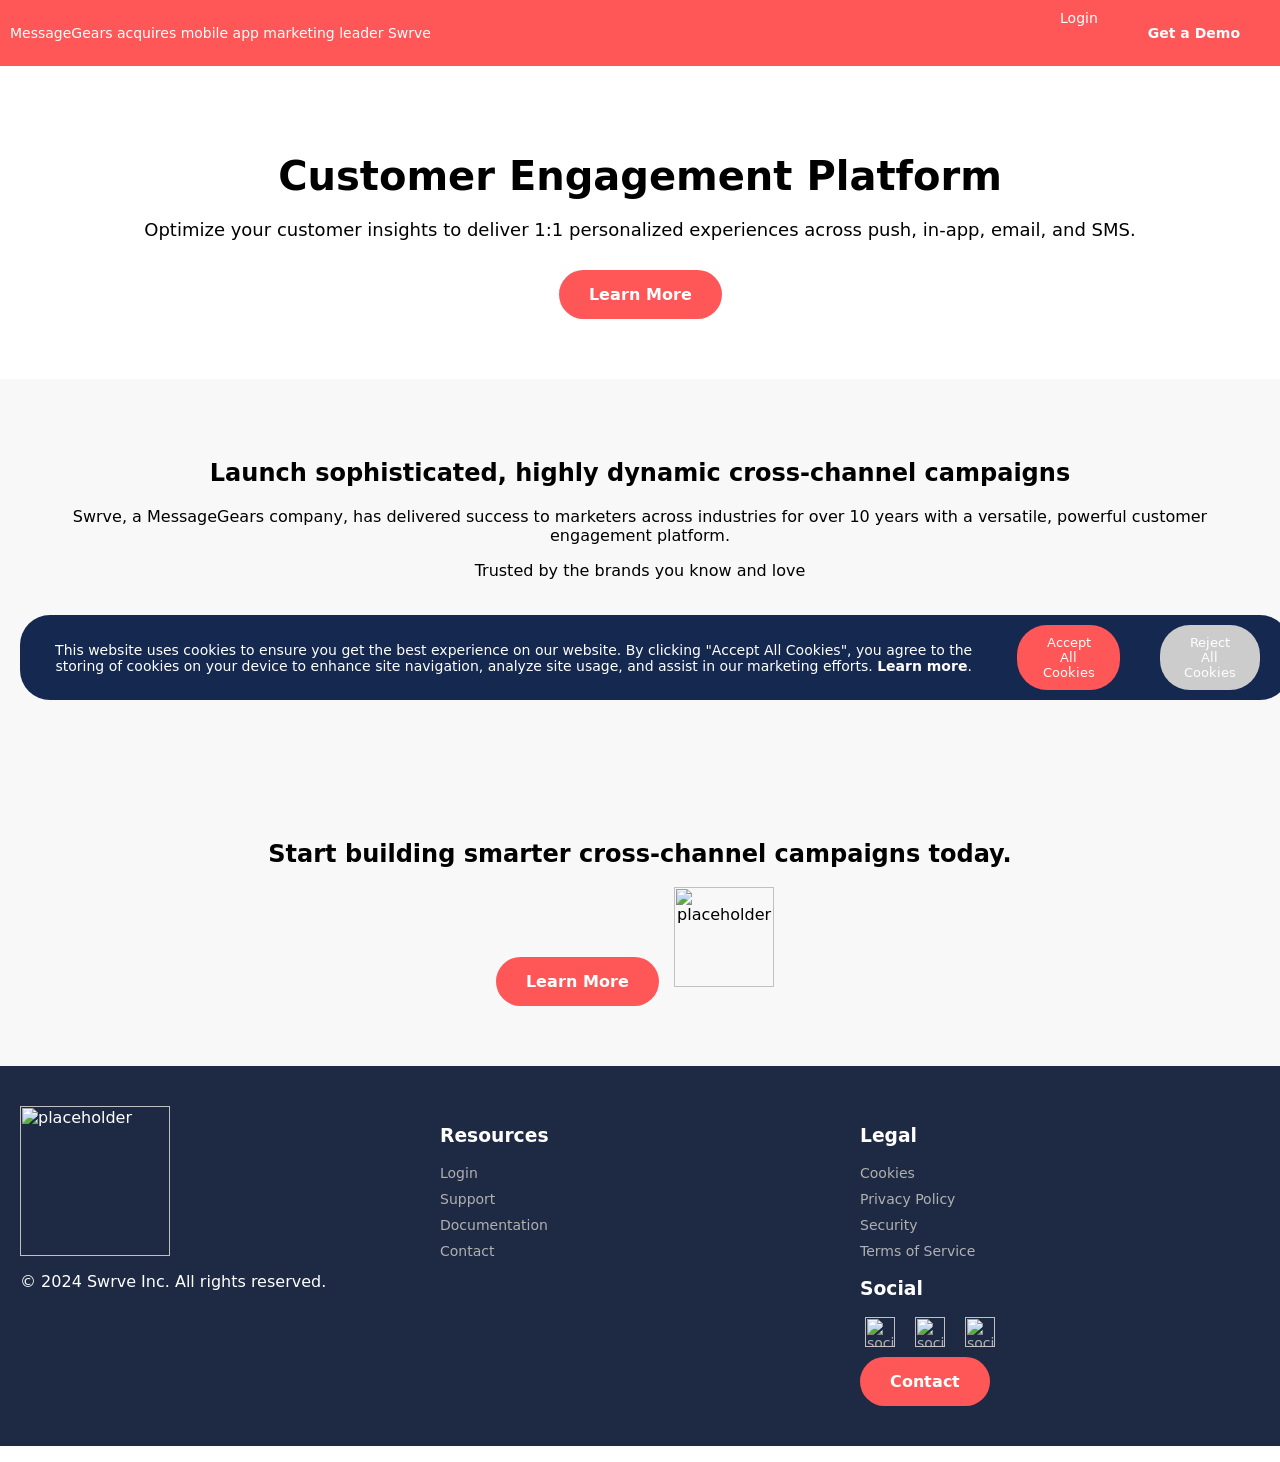 MessageGears acquires mobile app marketing leader Swrve
Login
Get a Demo
Customer Engagement Platform
Optimize your customer insights to deliver 1:1 personalized experiences across push, in-app, email, and SMS.
Learn More
Launch sophisticated, highly dynamic cross-channel campaigns
Swrve, a MessageGears company, has delivered success to marketers across industries for over 10 years with a versatile, powerful customer
engagement platform.
Trusted by the brands you know and love
This website uses cookies to ensure you get the best experience on our website. By clicking "Accept All Cookies", you agree to the
storing of cookies on your device to enhance site navigation, analyze site usage, and assist in our marketing efforts. Learn more.
Accept
All
Cookies
Reject
All
Cookies
Start building smarter cross-channel campaigns today.
placeholder
Learn More
placeholder
© 2024 Swrve Inc. All rights reserved.
Resources
Login
Support
Documentation
Contact
Legal
Cookies
Privacy Policy
Security
Terms of Service
Social
soci
soci
soci
Contact